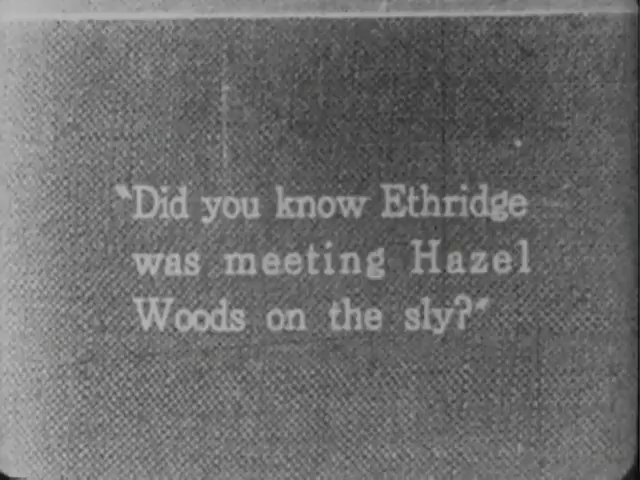 "Did you know Ethridge
was meeting Hazel
Woods on the sly?"